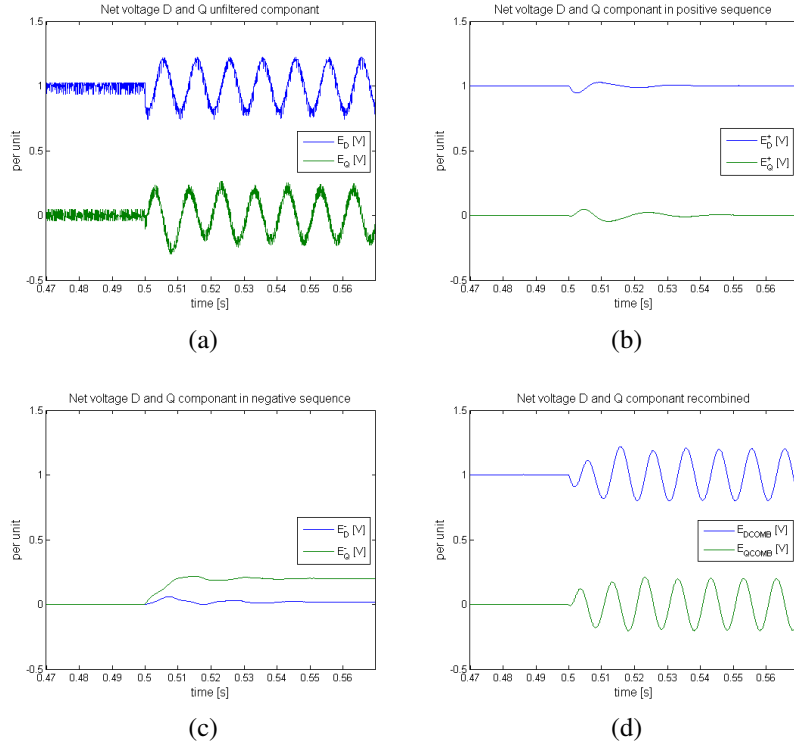 Net voltage D and Q unfiltered componant
1.5
1
0.5
0
-0.5
per unit
E_D [V]
E_Q [V]
0.47 0.48 0.49 0.5 0.51 0.52 0.53 0.54 0.55 0.56
time [s]
(a)
Net voltage D and Q componant in positive sequence
1.5
1
0.5
0
-0.5
per unit
E_D^+ [V]
E_Q^+ [V]
0.47 0.48 0.49 0.5 0.51 0.52 0.53 0.54 0.55 0.56
time [s]
(b)
Net voltage D and Q componant in negative sequence
1.5
1
0.5
0
-0.5
per unit
E_D^- [V]
E_Q^- [V]
0.47 0.48 0.49 0.5 0.51 0.52 0.53 0.54 0.55 0.56
time [s]
(c)
Net voltage D and Q componant recombined
1.5
1
0.5
0
-0.5
per unit
E_DCOMB [V]
E_QCOMB [V]
0.47 0.48 0.49 0.5 0.51 0.52 0.53 0.54 0.55 0.56
time [s]
(d)